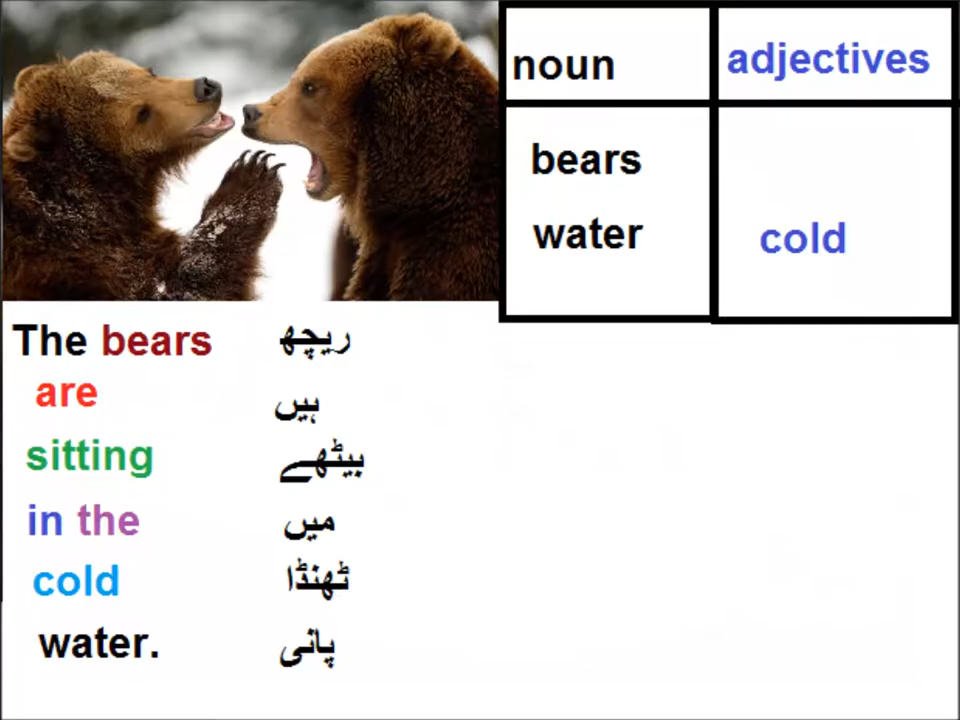 noun adjectives
bears
water cold
The bears ریچھ
are ہیں
sitting بیٹھے
in the میں
cold ٹھنڈا
water. پانی